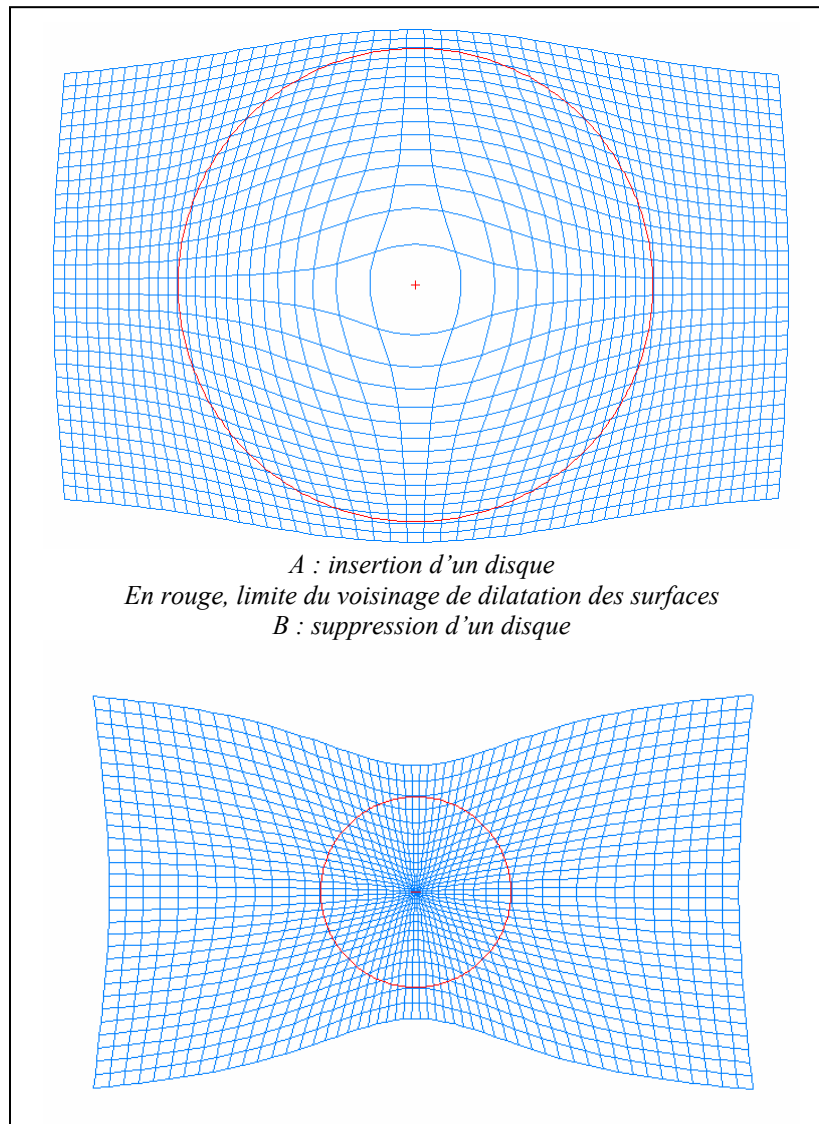 A : insertion d’un disque
En rouge, limite du voisinage de dilatation des surfaces
B : suppression d’un disque